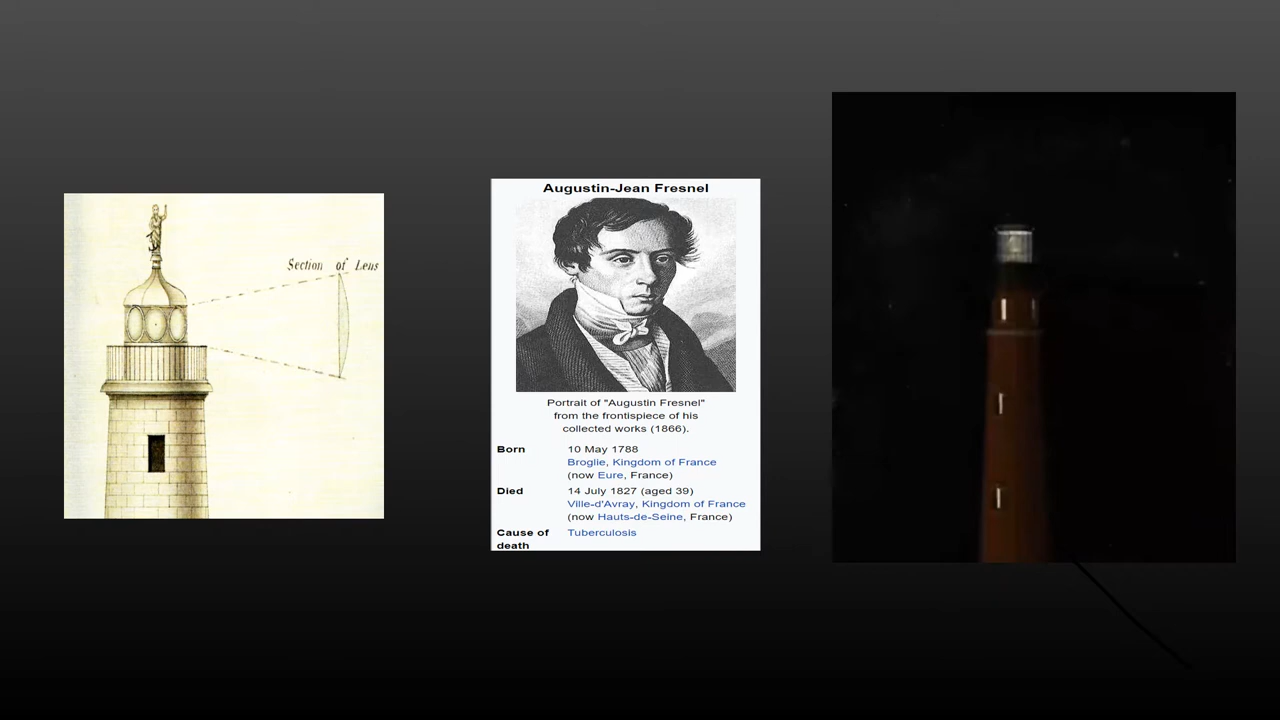 Section of Lens
Augustin-Jean Fresnel
Portrait of "Augustin Fresnel"
from the frontispiece of his
collected works (1866).
Born 10 May 1788
Broglie, Kingdom of France
(now Eure, France)
Died 14 July 1827 (aged 39)
Ville-d'Avray, Kingdom of France
(now Hauts-de-Seine, France)
Cause of Tuberculosis
death